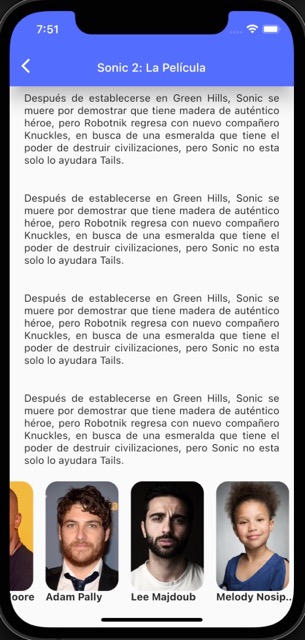 7:51
Sonic 2: La Película
Después de establecerse en Green Hills, Sonic se
muere por demostrar que tiene madera de auténtico
héroe, pero Robotnik regresa con nuevo compañero
Knuckles, en busca de una esmeralda que tiene el
poder de destruir civilizaciones, pero Sonic no esta
solo lo ayudara Tails.
Después de establecerse en Green Hills, Sonic se
muere por demostrar que tiene madera de auténtico
héroe, pero Robotnik regresa con nuevo compañero
Knuckles, en busca de una esmeralda que tiene el
poder de destruir civilizaciones, pero Sonic no esta
solo lo ayudara Tails.
Después de establecerse en Green Hills, Sonic se
muere por demostrar que tiene madera de auténtico
héroe, pero Robotnik regresa con nuevo compañero
Knuckles, en busca de una esmeralda que tiene el
poder de destruir civilizaciones, pero Sonic no esta
solo lo ayudara Tails.
Después de establecerse en Green Hills, Sonic se
muere por demostrar que tiene madera de auténtico
héroe, pero Robotnik regresa con nuevo compañero
Knuckles, en busca de una esmeralda que tiene el
poder de destruir civilizaciones, pero Sonic no esta
solo lo ayudara Tails.
oore Adam Pally Lee Majdoub Melody Nosip...